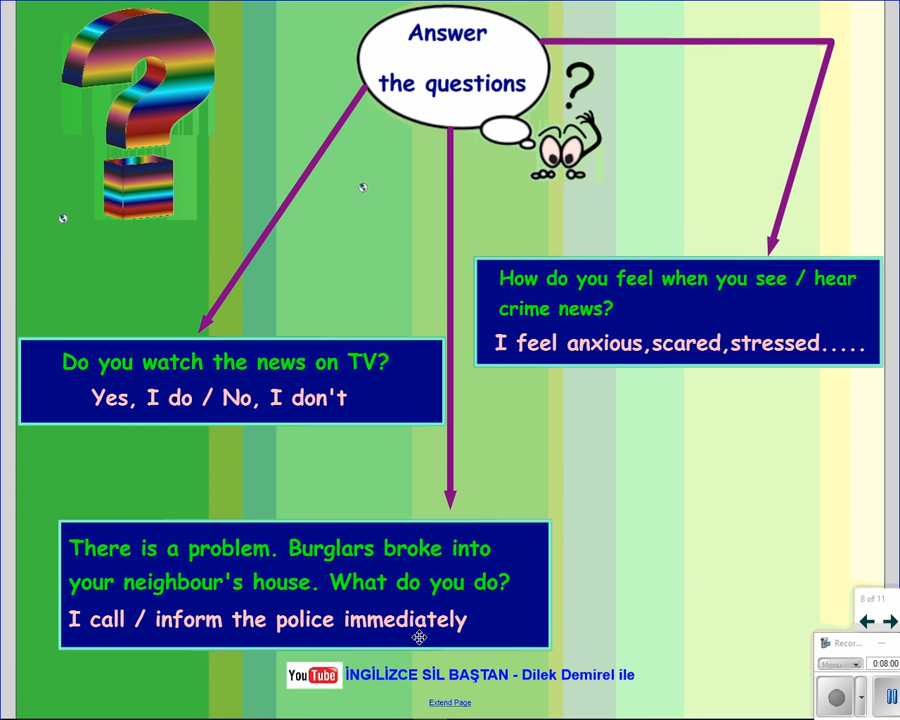 Answer
the questions
How do you feel when you see / hear
crime news?
I feel anxious,scared,stressed.....
Do you watch the news on TV?
Yes, I do / No, I don't
There is a problem. Burglars broke into
your neighbour's house. What do you do?
I call / inform the police immediately
8 of 11
Recor...
Menu
0:08:00
YouTube İNGİLİZCE SİL BAŞTAN - Dilek Demirel ile
Extend Page